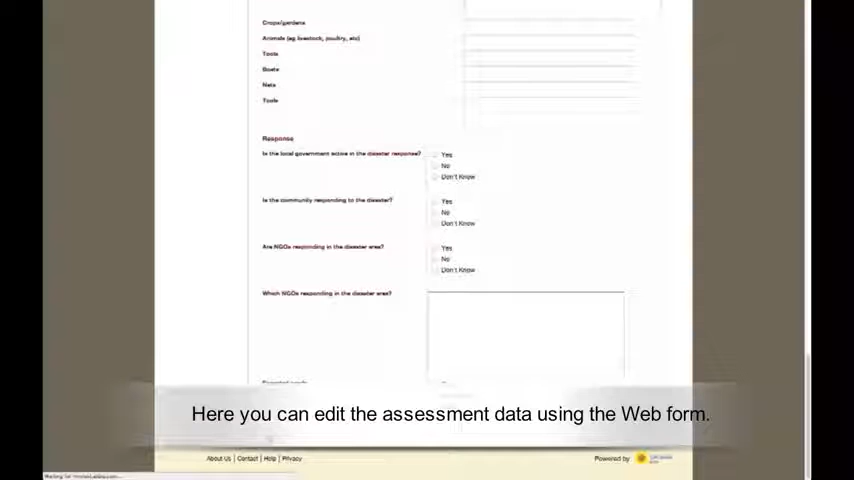 Crops/gardens
Animals (eg livestock, poultry, etc)
Tools
Boats
Nets
Tools
Response
Is the local government active in the disaster response?
Yes
No
Don't Know
Is the community responding to the disaster?
Yes
No
Don't Know
Are NGOs responding in the disaster area?
Yes
No
Don't Know
Which NGOs responding in the disaster area?
Here you can edit the assessment data using the Web form.
About Us | Contact | Help | Privacy
Powered by